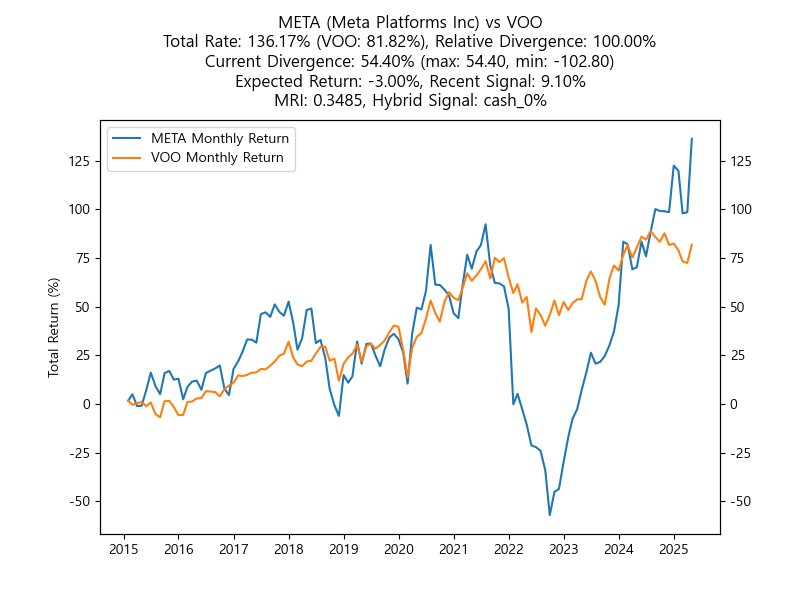 META (Meta Platforms Inc) vs VOO
Total Rate: 136.17% (VOO: 81.82%), Relative Divergence: 100.00%
Current Divergence: 54.40% (max: 54.40, min: -102.80)
Expected Return: -3.00%, Recent Signal: 9.10%
MRI: 0.3485, Hybrid Signal: cash_0%
META Monthly Return
VOO Monthly Return
Total Return (%)
125
100
75
50
25
0
-25
-50
125
100
75
50
25
0
-25
-50
2015 2016 2017 2018 2019 2020 2021 2022 2023 2024 2025